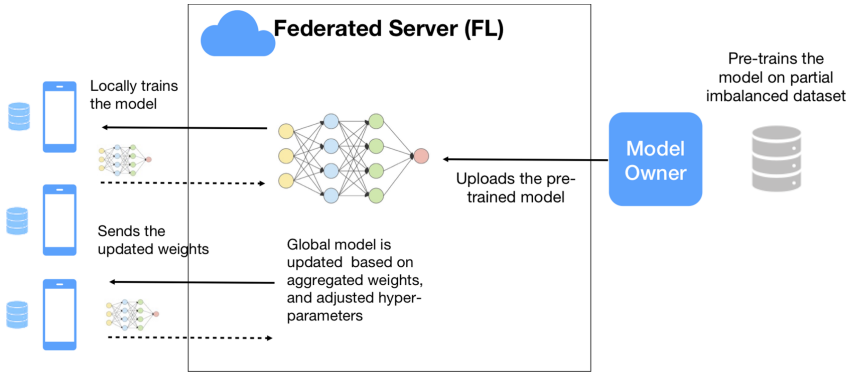 Federated Server (FL)
Locally trains
the model
Sends the
updated weights
Global model is
updated based on
aggregated weights,
and adjusted hyper-
parameters
Uploads the pre-
trained model
Model
Owner
Pre-trains the
model on partial
imbalanced dataset